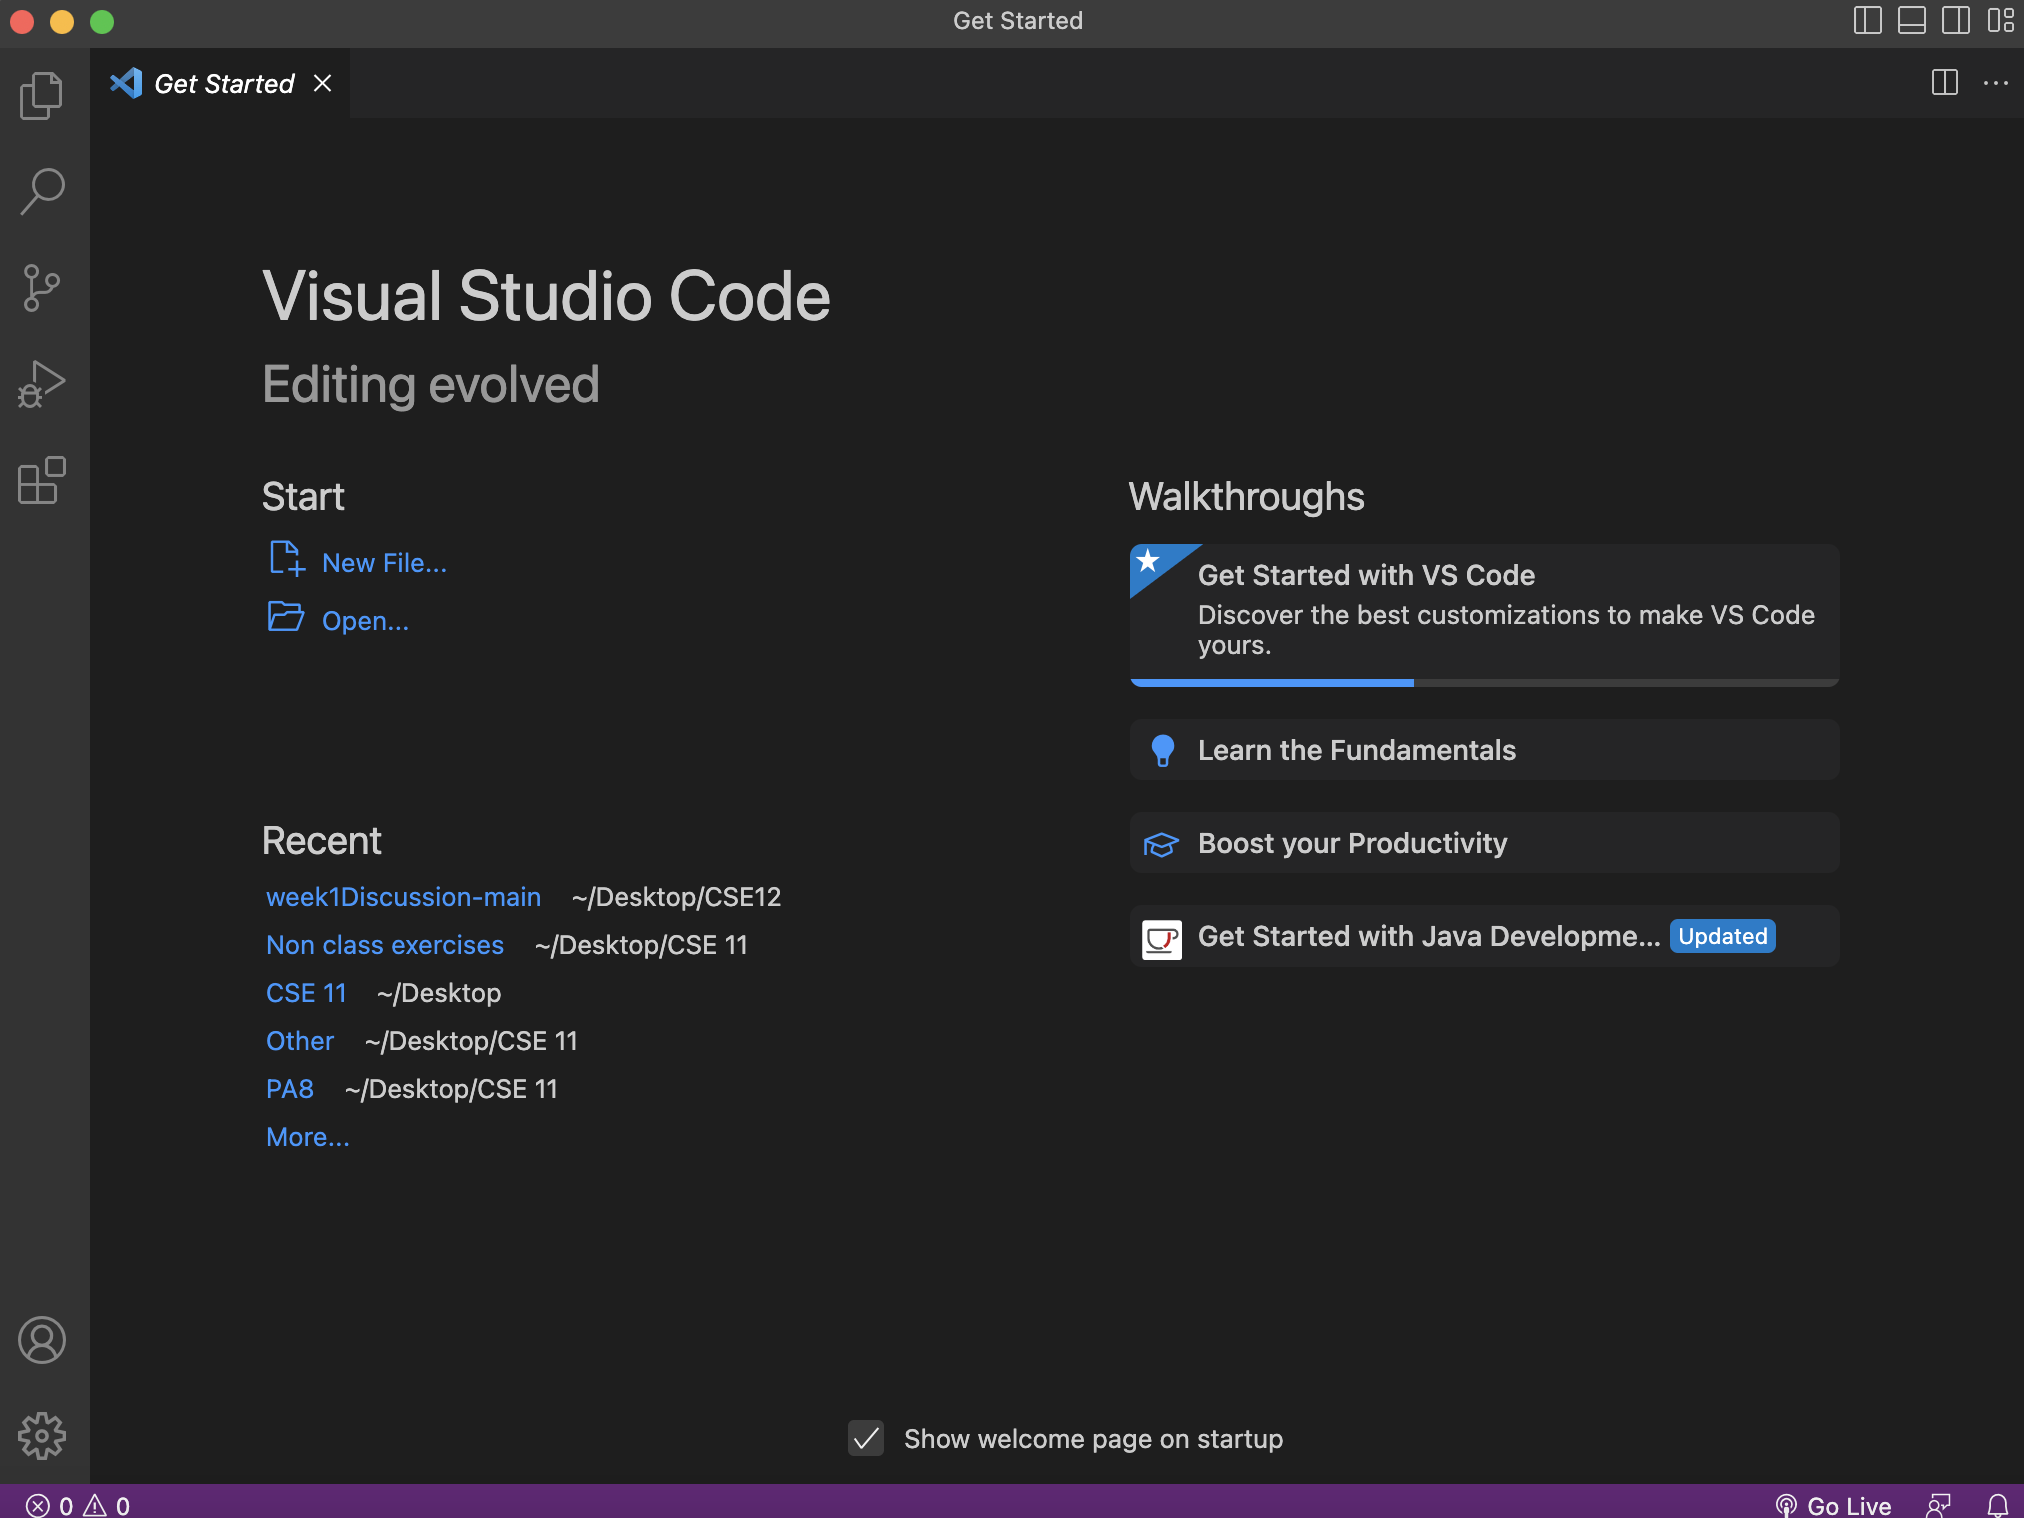 Get Started
Get Started
Visual Studio Code
Editing evolved
Start
New File...
Open...
Recent
week1Discussion-main ~/Desktop/CSE12
Non class exercises ~/Desktop/CSE 11
CSE 11 ~/Desktop
Other ~/Desktop/CSE 11
PA8 ~/Desktop/CSE 11
More...
Walkthroughs
Get Started with VS Code
Discover the best customizations to make VS Code
yours.
Learn the Fundamentals
Boost your Productivity
Get Started with Java Developme... Updated
Show welcome page on startup
0 0
Go Live